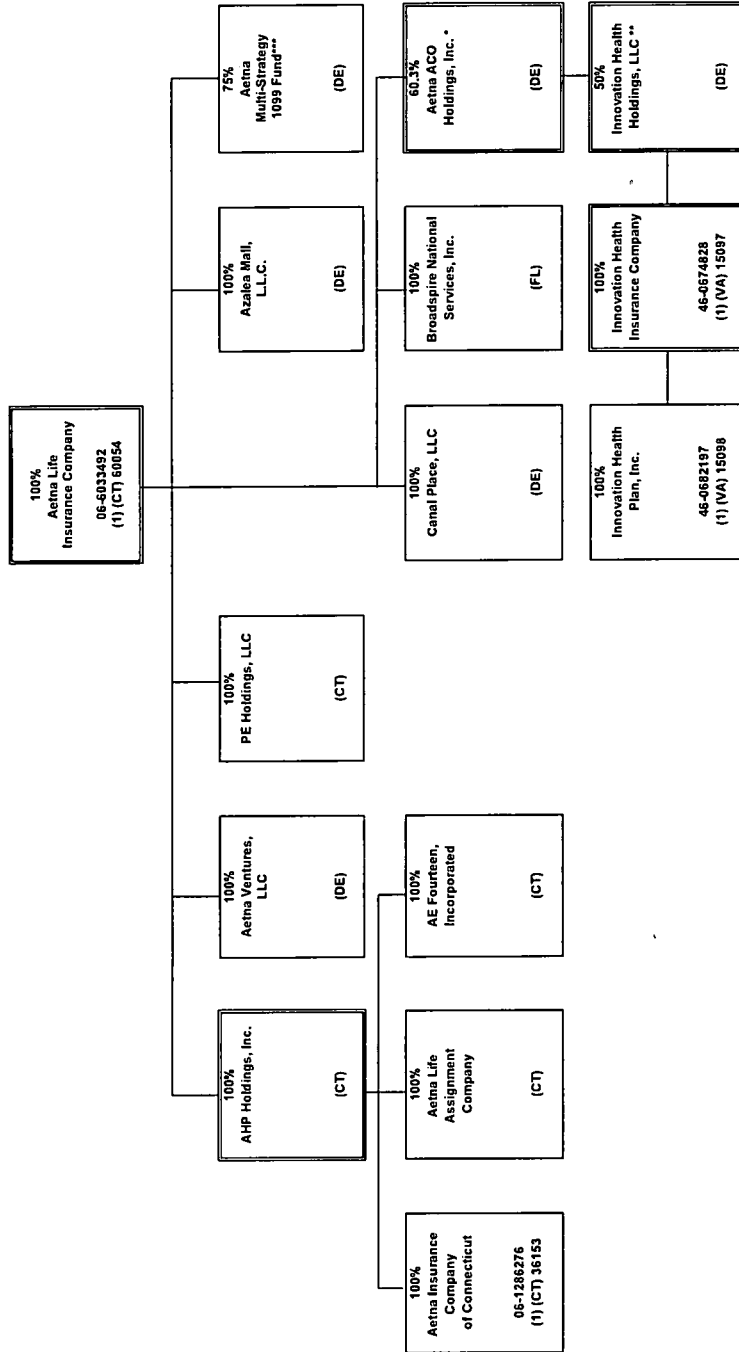 100%
Aetna Life
Insurance Company
06-6033492
(1) (CT) 60054
100%
AHP Holdings, Inc.
(CT)
100%
Aetna Ventures,
LLC
(DE)
100%
PE Holdings, LLC
(CT)
100%
Azalea Mall,
L.L.C.
(DE)
75%
Aetna
Multi-Strategy
1099 Fund***
(DE)
100%
Aetna Insurance
Company
of Connecticut
06-1286276
(1) (CT) 36153
100%
Aetna Life
Assignment
Company
(CT)
100%
AE Fourteen,
Incorporated
(CT)
100%
Canal Place, LLC
(DE)
100%
Broadspire National
Services, Inc.
(FL)
60.3%
Aetna ACO
Holdings, Inc. *
(DE)
100%
Innovation Health
Plan, Inc.
46-0682197
(1) (VA) 15098
100%
Innovation Health
Insurance Company
46-0674828
(1) (VA) 15097
50%
Innovation Health
Holdings, LLC **
(DE)